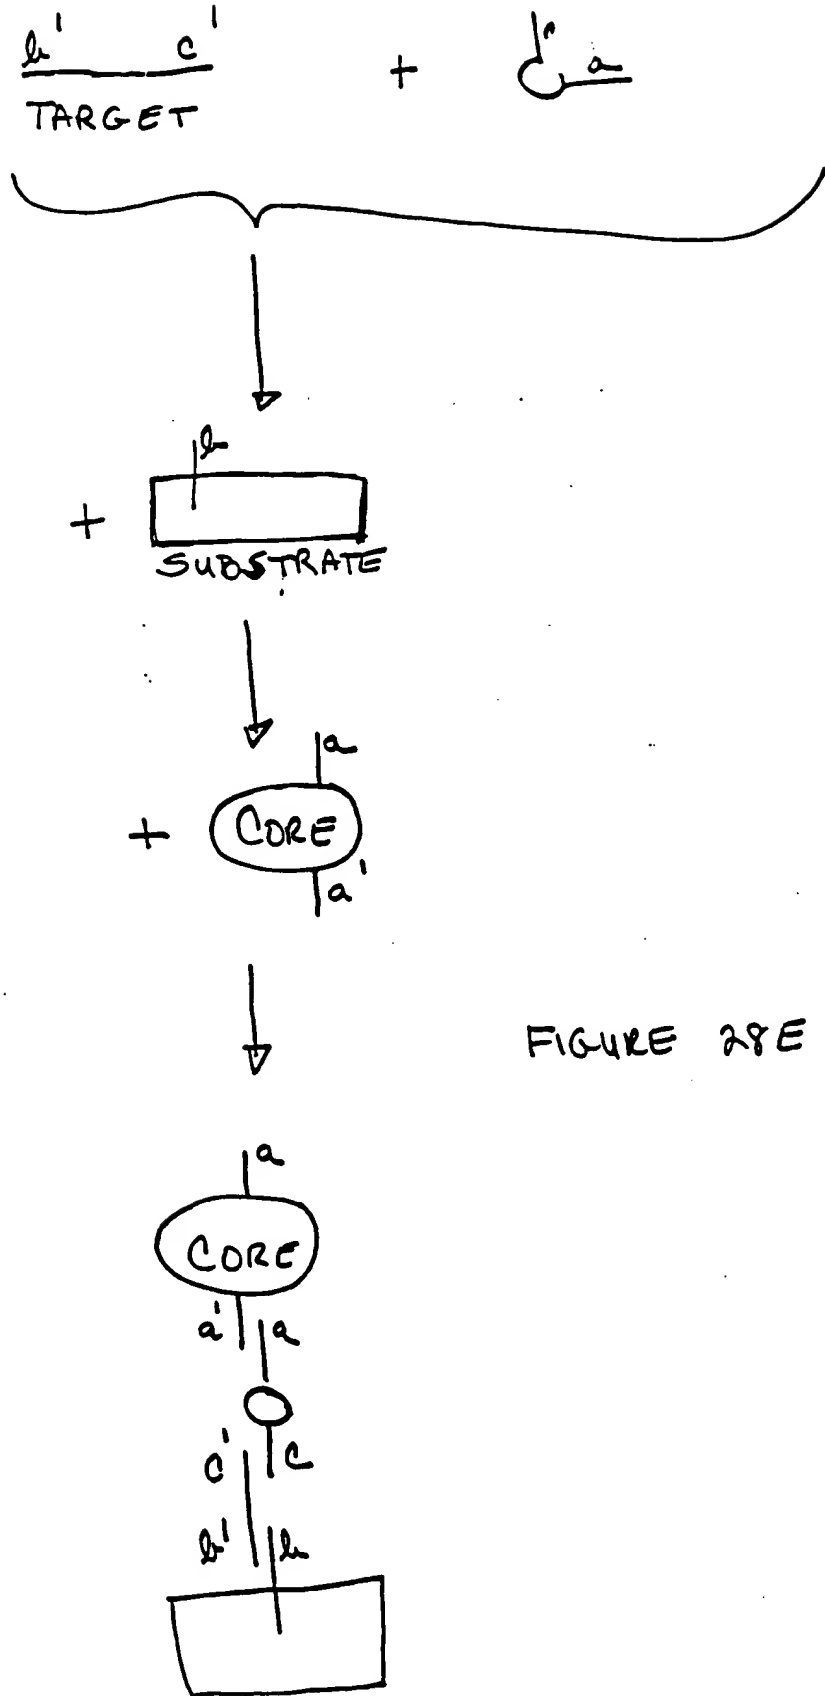 b' c'
+
a
TARGET
b
+
SUBSTRATE
a
+ CORE
a'
FIGURE 28E
a
CORE
a' a
c' c
b' b